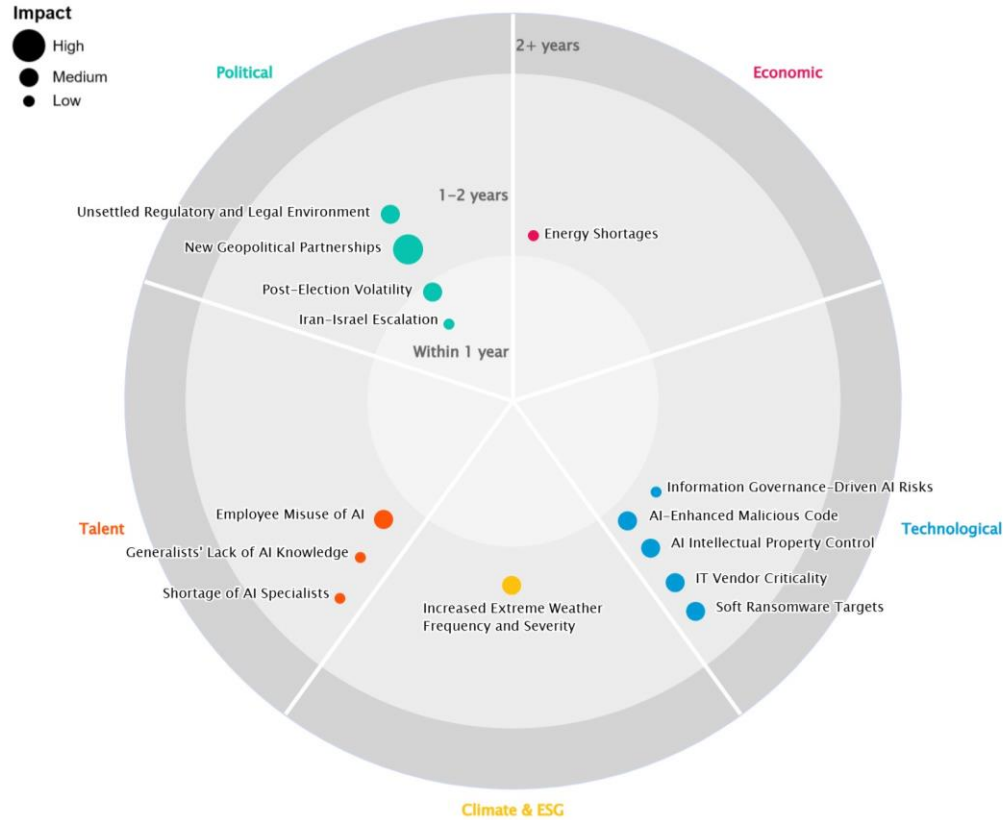 Impact
High
Medium
Low
Political
Economic
2+ years
1–2 years
Within 1 year
Unsettled Regulatory and Legal Environment
New Geopolitical Partnerships
Post–Election Volatility
Iran–Israel Escalation
Energy Shortages
Talent
Employee Misuse of AI
Generalists' Lack of AI Knowledge
Shortage of AI Specialists
Increased Extreme Weather
Frequency and Severity
Information Governance–Driven AI Risks
AI–Enhanced Malicious Code
AI Intellectual Property Control
IT Vendor Criticality
Soft Ransomware Targets
Technological
Climate & ESG